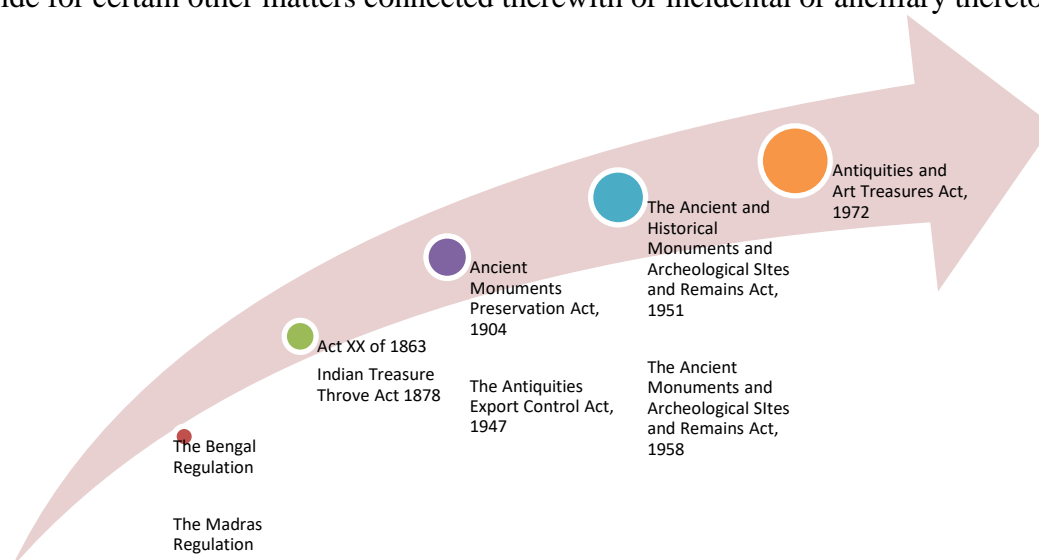 ide for certain other matters connected therewith or incidental or ancillary thereto
The Bengal
Regulation
The Madras
Regulation
Act XX of 1863
Indian Treasure
Throve Act 1878
Ancient
Monuments
Preservation Act,
1904
The Antiquities
Export Control Act,
1947
The Ancient and
Historical
Monuments and
Archeological SItes
and Remains Act,
1951
The Ancient
Monuments and
Archeological SItes
and Remains Act,
1958
Antiquities and
Art Treasures Act,
1972